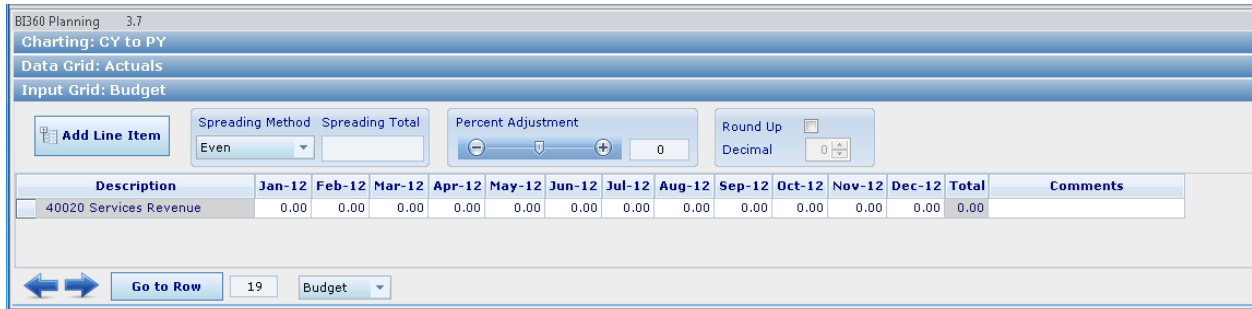 BI360 Planning 3.7
Charting: CY to PY
Data Grid: Actuals
Input Grid: Budget
Add Line Item
Spreading Method Spreading Total
Even
Percent Adjustment
0
Round Up
Decimal 0
Description Jan-12 Feb-12 Mar-12 Apr-12 May-12 Jun-12 Jul-12 Aug-12 Sep-12 Oct-12 Nov-12 Dec-12 Total Comments
40020 Services Revenue 0.00 0.00 0.00 0.00 0.00 0.00 0.00 0.00 0.00 0.00 0.00 0.00 0.00
Go to Row 19 Budget